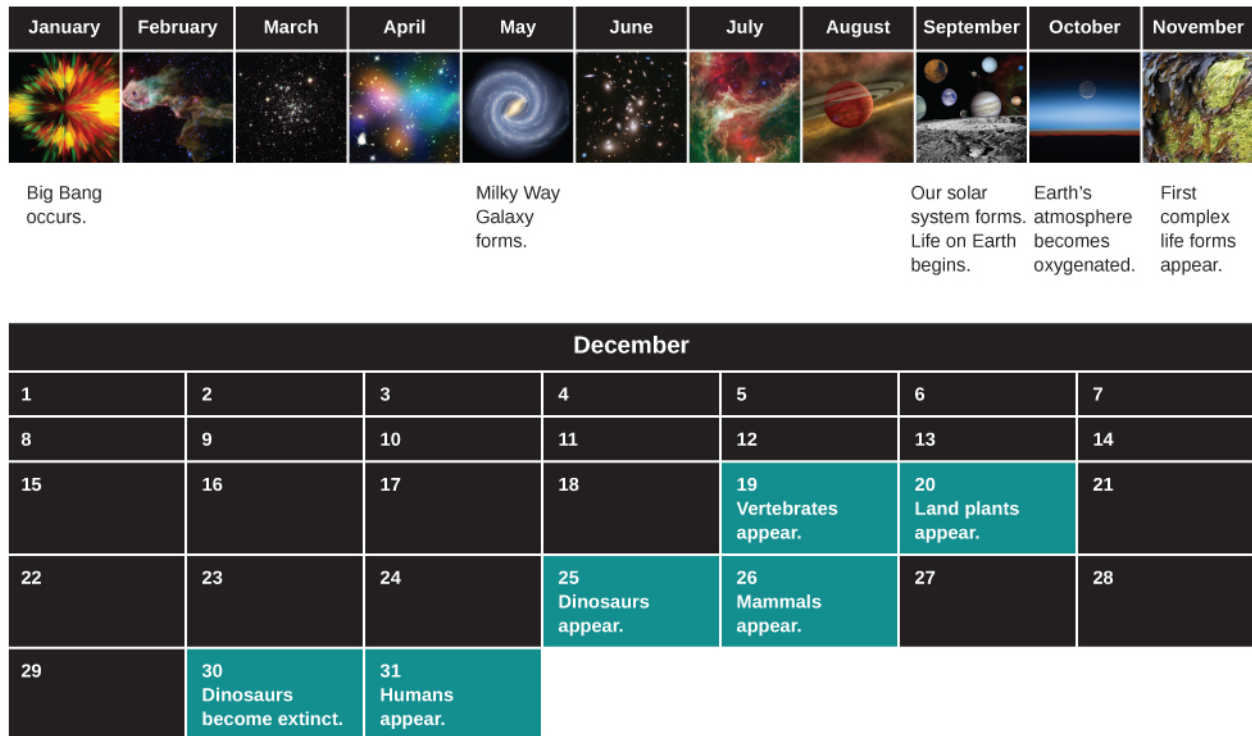 January February March April May June July August September October November
Big Bang
occurs.
Milky Way
Galaxy
forms.
Our solar
system forms.
Life on Earth
begins.
Earth’s
atmosphere
becomes
oxygenated.
First
complex
life forms
appear.
December
1 2 3 4 5 6 7
8 9 10 11 12 13 14
15 16 17 18 19 20 21
Vertebrates
appear.
Land plants
appear.
22 23 24 25 26 27 28
Dinosaurs
appear.
Mammals
appear.
29 30 31
Dinosaurs
become extinct.
Humans
appear.